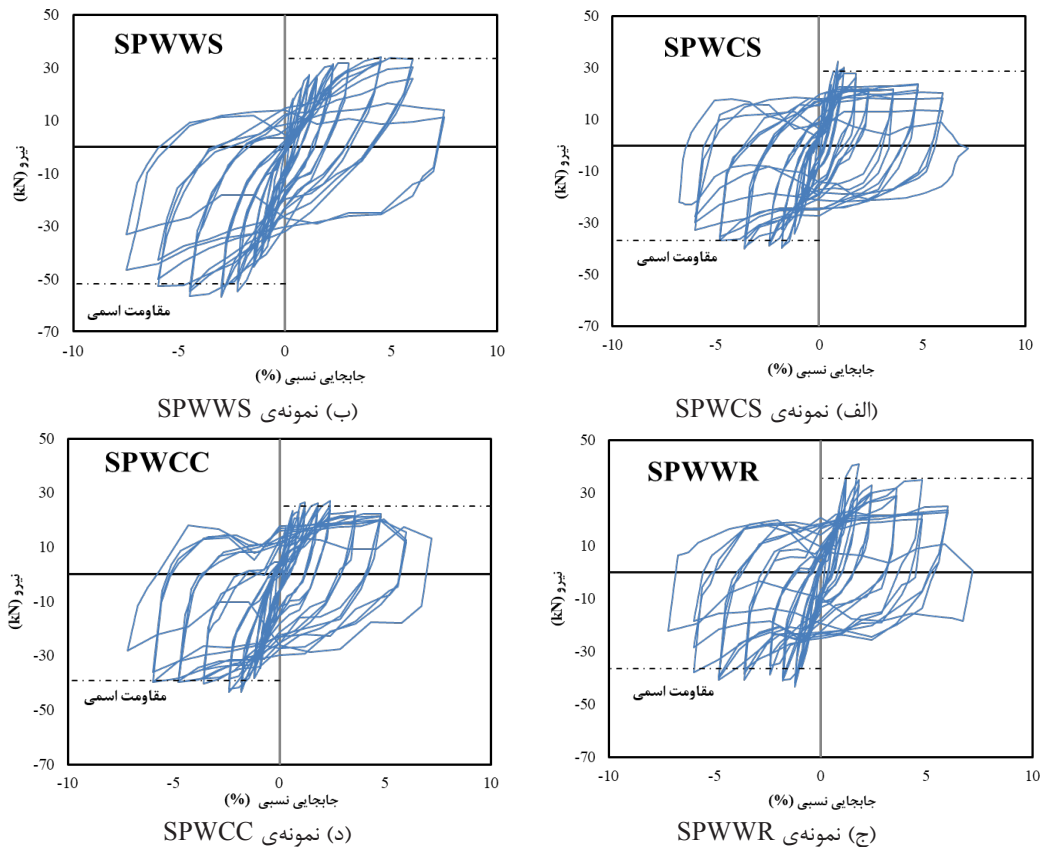 SPWCS
50
30
10
-10
-30
-50
-70
نیرو (kN)
مقاومت اسمی
-10 -5 0 5 10
جابجایی نسبی (%)
(الف) نمونه‌ی SPWCS
SPWWS
50
30
10
-10
-30
-50
-70
نیرو (kN)
مقاومت اسمی
-10 -5 0 5 10
جابجایی نسبی (%)
(ب) نمونه‌ی SPWWS
SPWWR
50
30
10
-10
-30
-50
-70
نیرو (kN)
مقاومت اسمی
-10 -5 0 5 10
جابجایی نسبی (%)
(ج) نمونه‌ی SPWWR
SPWCC
50
30
10
-10
-30
-50
-70
نیرو (kN)
مقاومت اسمی
-10 -5 0 5 10
جابجایی نسبی (%)
(د) نمونه‌ی SPWCC